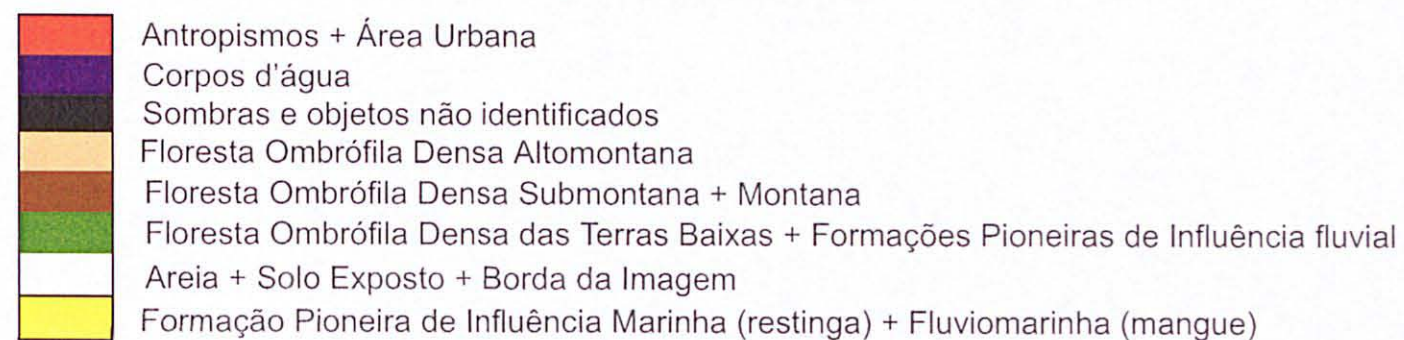 Antropismos + Área Urbana
Corpos d'água
Sombras e objetos não identificados
Floresta Ombrófila Densa Altomontana
Floresta Ombrófila Densa Submontana + Montana
Floresta Ombrófila Densa das Terras Baixas + Formações Pioneiras de Influência fluvial
Areia + Solo Exposto + Borda da Imagem
Formação Pioneira de Influência Marinha (restinga) + Fluviomarinha (mangue)